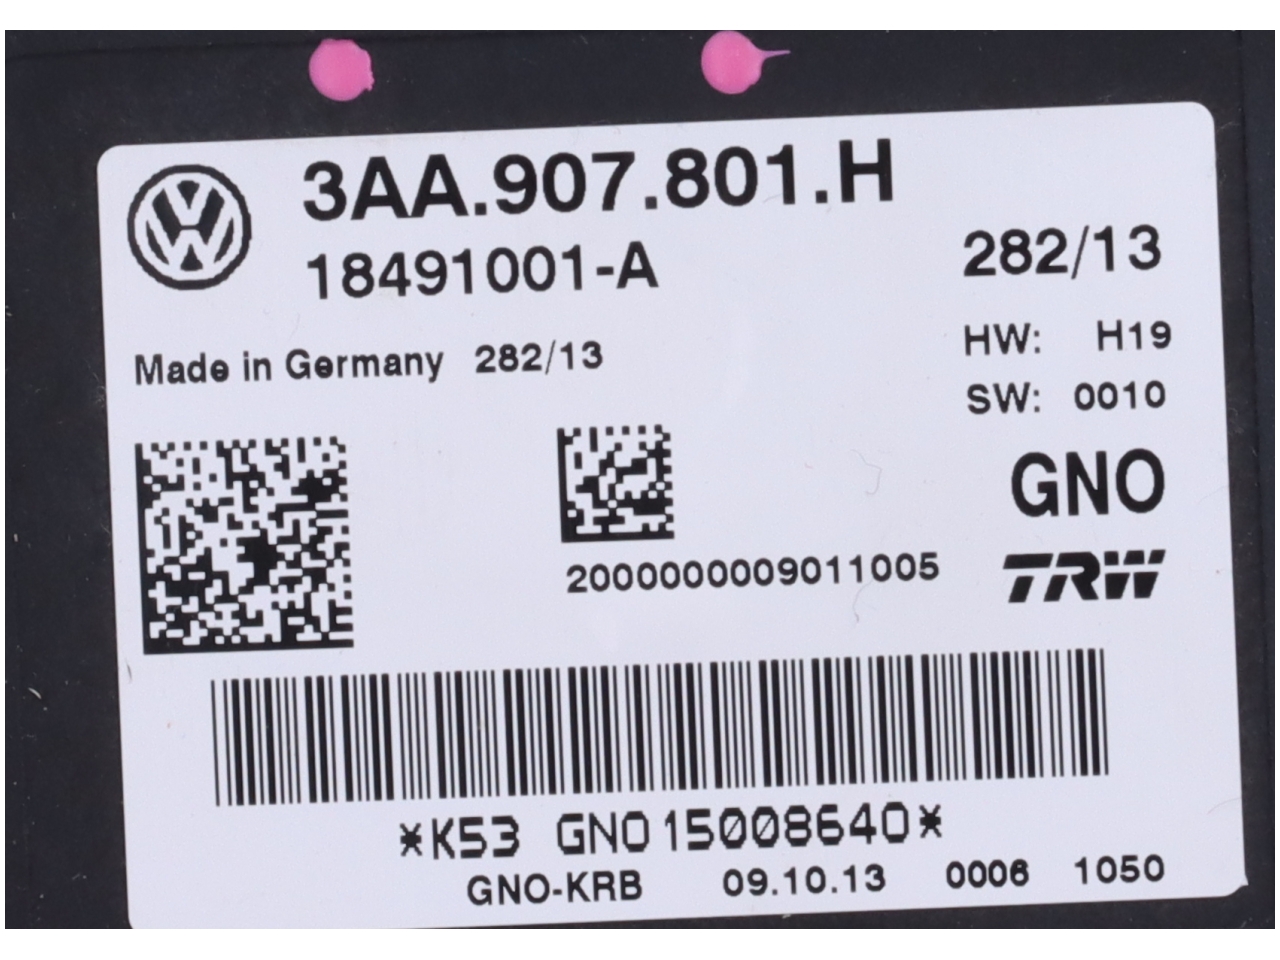 3AA.907.801.H
18491001-A
282/13
Made in Germany 282/13
HW: H19
SW: 0010
GNO
2000000009011005
TRW
*K53 GNO15008640*
GNO-KRB 09.10.13 0006 1050